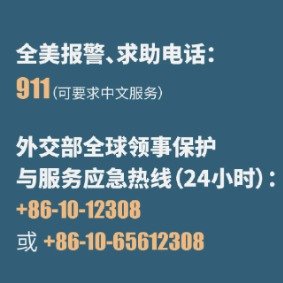 全美报警、求助电话：
911（可要求中文服务）
外交部全球领事保护
与服务应急热线（24小时）：
+86-10-12308
或 +86-10-65612308